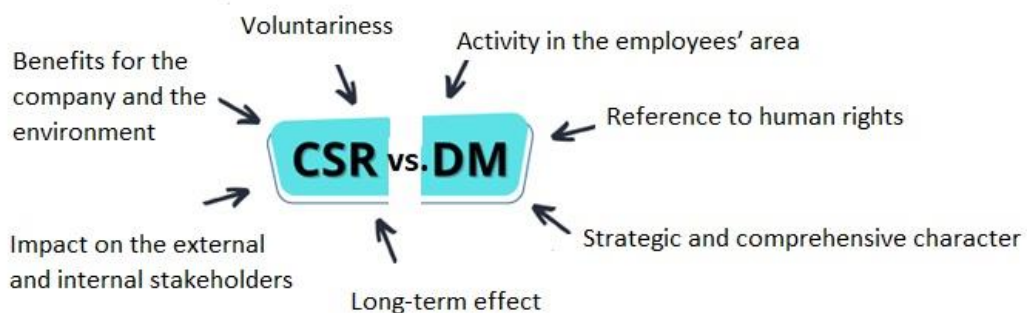 Voluntariness
Activity in the employees’ area
Benefits for the
company and the
environment
Reference to human rights
CSR vs. DM
Impact on the external
and internal stakeholders
Strategic and comprehensive character
Long-term effect